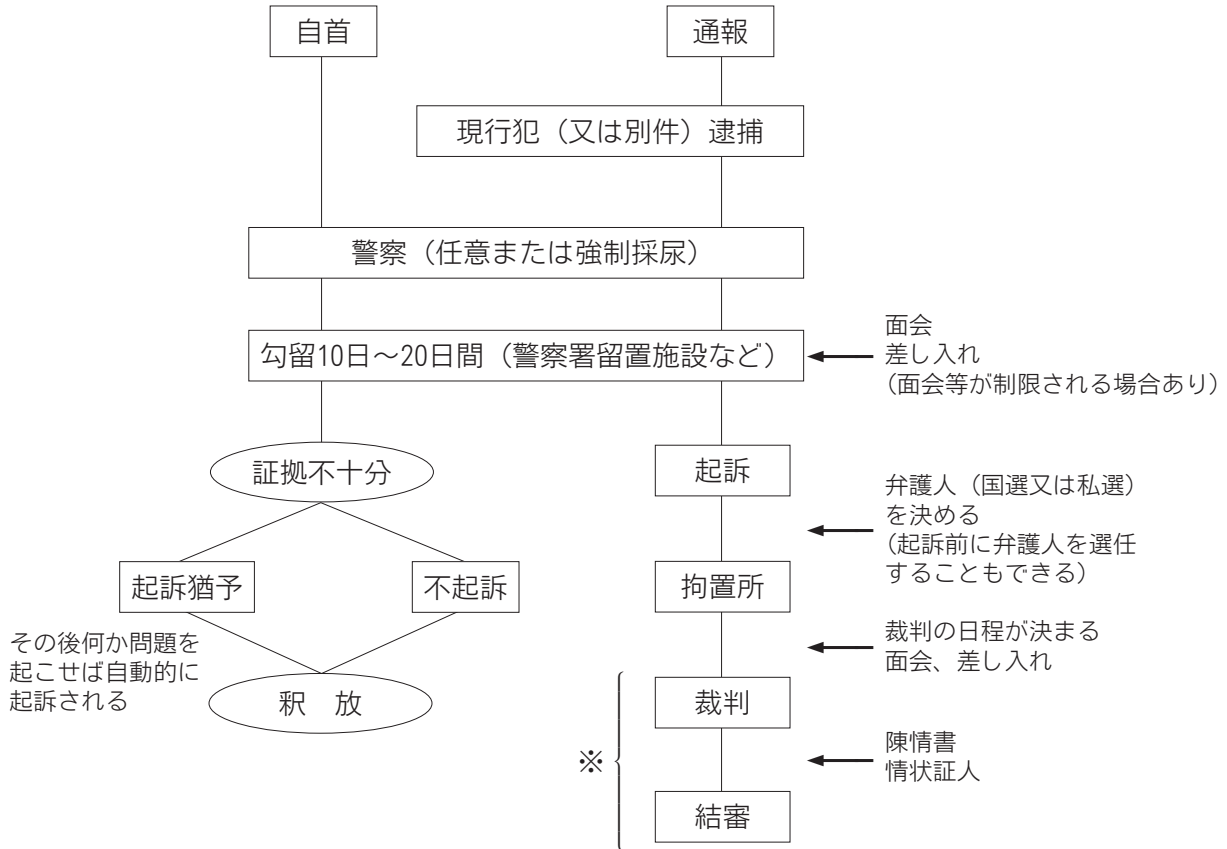 自首
通報
現行犯（又は別件）逮捕
警察（任意または強制採尿）
勾留10日～20日間（警察署留置施設など）
面会
差し入れ
（面会等が制限される場合あり）
証拠不十分
起訴
弁護人（国選又は私選）
を決める
（起訴前に弁護人を選任
することもできる）
起訴猶予
不起訴
拘置所
その後何か問題を
起こせば自動的に
起訴される
裁判の日程が決まる
面会、差し入れ
釈　放
裁判
※
陳情書
情状証人
結審